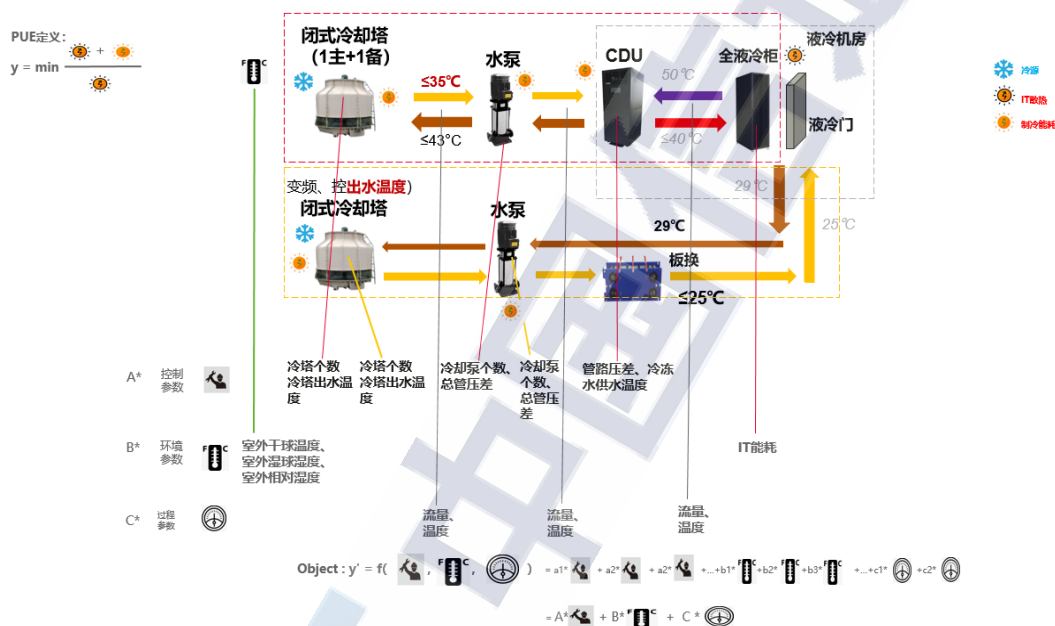 PUE定义:
+
y = min
F C
闭式冷却塔
(1主+1备)
水泵
CDU
全液冷柜
液冷机房
冷源
IT散热
制冷能耗
≤35℃
50℃
≤43°C
≤40℃
液冷门
变频、控出水温度)
闭式冷却塔
水泵
29℃
29℃
25℃
板换
≤25℃
冷塔个数
冷塔出水温
度
冷塔个数
冷塔出水温
度
冷却泵个数、
总管压差
冷却泵
个数、
总管压
差
管路压差、冷冻
水供水温度
A*
控制
参数
B*
环境
参数
F C
室外干球温度、
室外湿球湿度、
室外相对湿度
IT能耗
C*
过程
参数
流量、
温度
流量、
温度
流量、
温度
Object : y' = f( , F C , ) = a1* + a2* + a2* +...+b1* F C +b2* F C +b3* F C +...+c1* +c2*
= A* + B* F C + C *
中国信